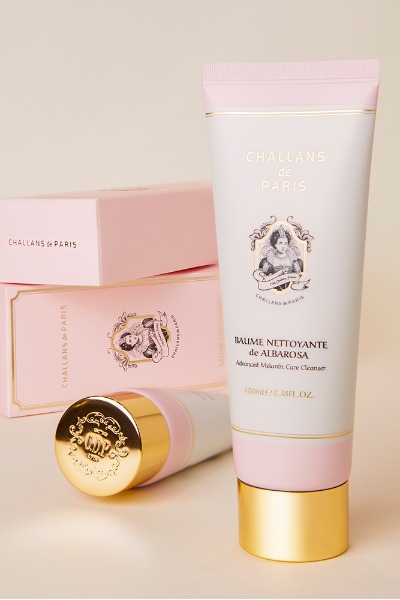 CHALLANS
de
PARIS
CHALLANS de PARIS
BAUME NETTOYANTE
de ALBAROSA
Advanced Melanin Care Cleanser
100ml e 1.38FL.OZ.
CHALLANS de PARIS
CHALLANS de PARIS